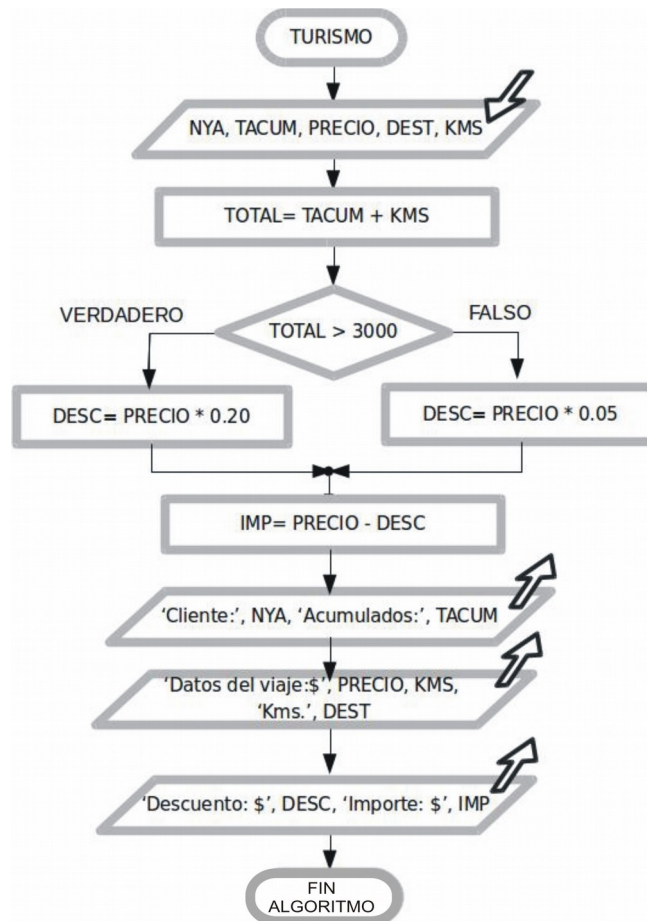 TURISMO
NYA, TACUM, PRECIO, DEST, KMS
TOTAL= TACUM + KMS
VERDADERO
TOTAL > 3000
FALSO
DESC= PRECIO * 0.20
DESC= PRECIO * 0.05
IMP= PRECIO - DESC
‘Cliente:’, NYA, ‘Acumulados:’, TACUM
‘Datos del viaje:$’, PRECIO, KMS,
‘Kms.’, DEST
‘Descuento: $’, DESC, ‘Importe: $’, IMP
FIN
ALGORITMO